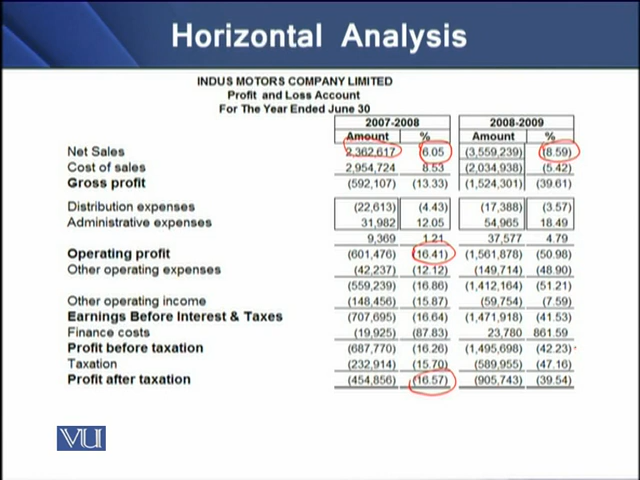 Horizontal Analysis
INDUS MOTORS COMPANY LIMITED
Profit and Loss Account
For The Year Ended June 30
2007-2008 2008-2009
Amount % Amount %
Net Sales 2,362,617 6.05 (3,559,239) (8.59)
Cost of sales 2,954,724 8.53 (2,034,938) (5.42)
Gross profit (592,107) (13.33) (1,524,301) (39.61)
Distribution expenses (22,613) (4.43) (17,388) (3.57)
Administrative expenses 31,982 12.05 54,965 18.49
9,369 1.21 37,577 4.79
Operating profit (601,476) (16.41) (1,561,878) (50.98)
Other operating expenses (42,237) (12.12) (149,714) (48.90)
(559,239) (16.86) (1,412,164) (51.21)
Other operating income (148,456) (15.87) (59,754) (7.59)
Earnings Before Interest & Taxes (707,695) (16.64) (1,471,918) (41.53)
Finance costs (19,925) (87.83) 23,780 861.59
Profit before taxation (687,770) (16.26) (1,495,698) (42.23)
Taxation (232,914) (15.70) (589,955) (47.16)
Profit after taxation (454,856) (16.57) (905,743) (39.54)
VU